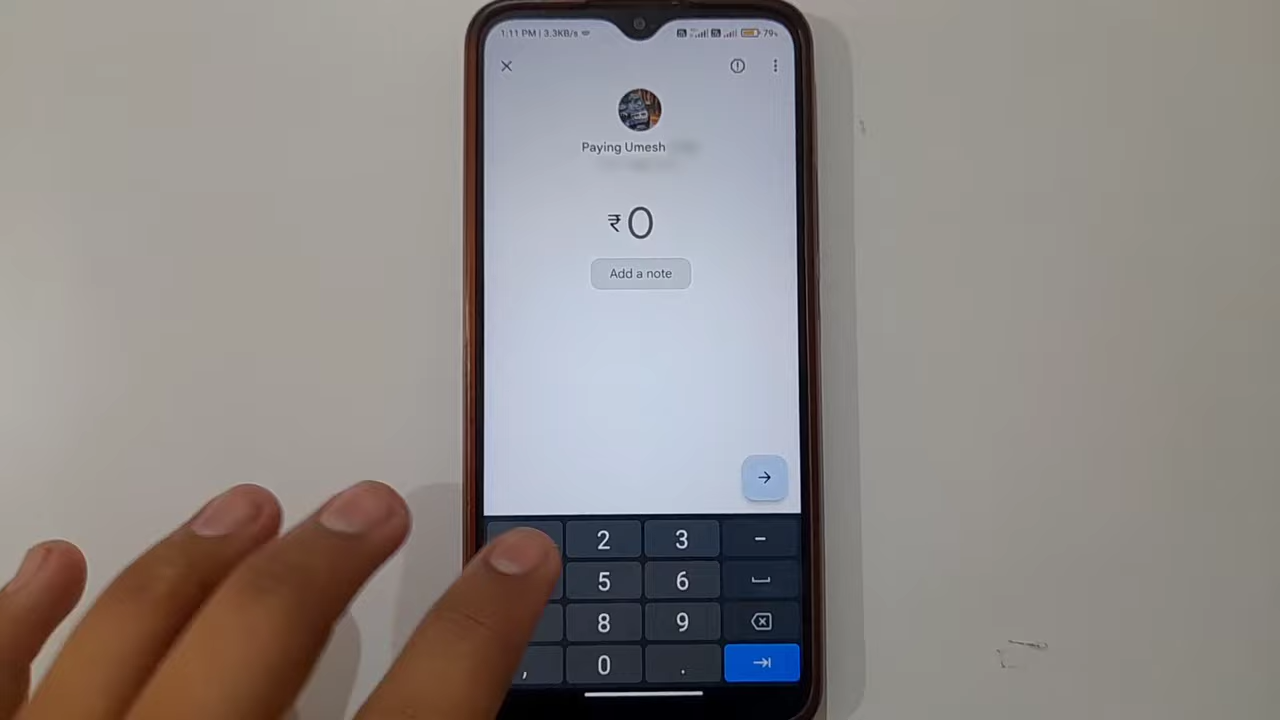 1:11 PM | 3.3KB/s
79%
Paying Umesh
₹0
Add a note
2 3 -
5 6
8 9
, 0 .